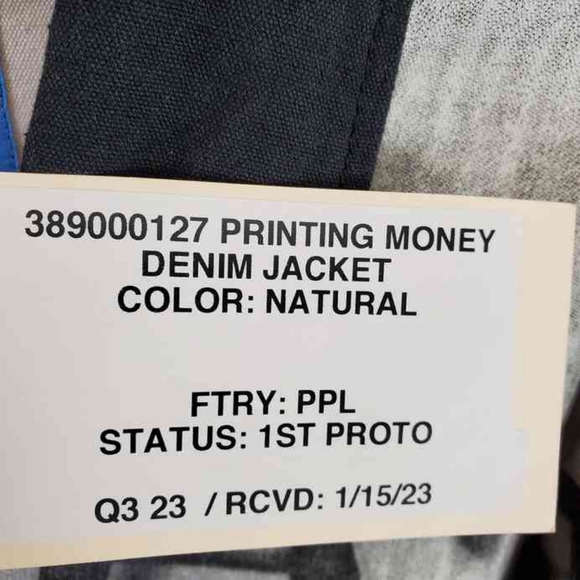 389000127 PRINTING MONEY
DENIM JACKET
COLOR: NATURAL
FTRY: PPL
STATUS: 1ST PROTO
Q3 23 / RCVD: 1/15/23